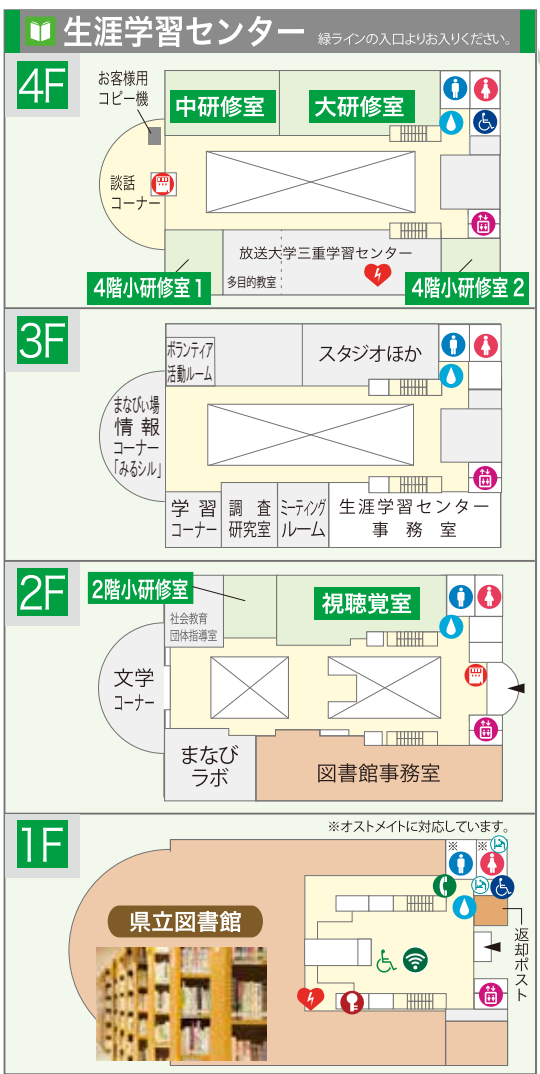 生涯学習センター 緑ラインの入口よりお入りください。
4F
お客様用
コピー機
中研修室
大研修室
談話
コーナー
放送大学三重学習センター
多目的教室
4階小研修室1
4階小研修室2
3F
ボランティア
活動ルーム
スタジオほか
まなびい場
情報
コーナー
「みるシル」
学習
コーナー
調査
研究室
ミーティング
ルーム
生涯学習センター
事務室
2F
2階小研修室
視聴覚室
社会教育
団体指導室
文学
コーナー
まなび
ラボ
図書館事務室
1F
※オストメイトに対応しています。
※
※
県立図書館
返却ポスト